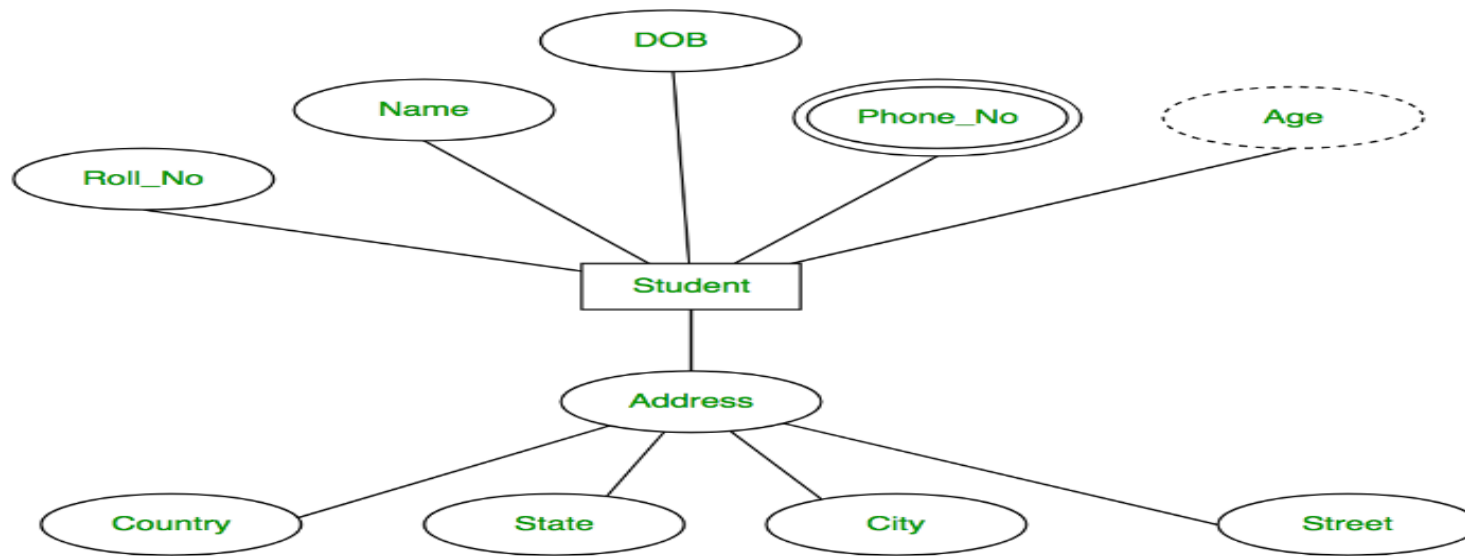 DOB
Name
Phone_No
Age
Roll_No
Student
Address
Country
State
City
Street